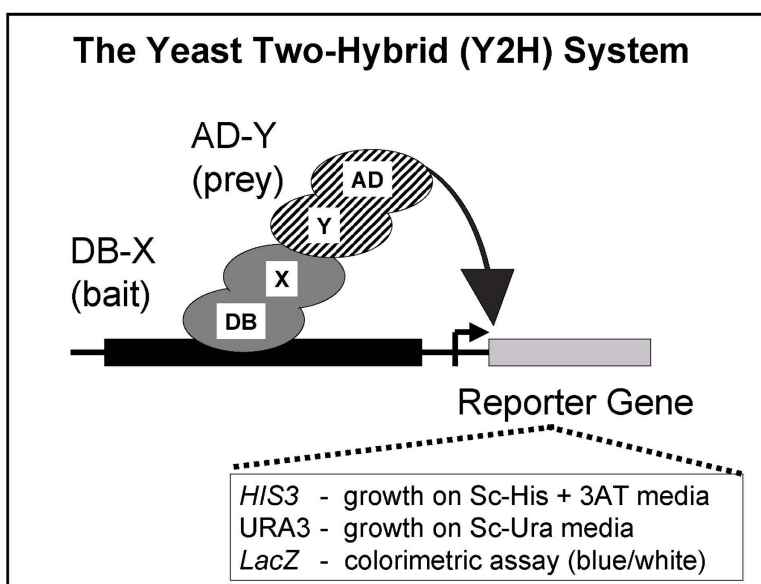 The Yeast Two-Hybrid (Y2H) System
AD-Y
(prey)
AD
Y
DB-X
(bait)
X
DB
Reporter Gene
HIS3 - growth on Sc-His + 3AT media
URA3 - growth on Sc-Ura media
LacZ - colorimetric assay (blue/white)